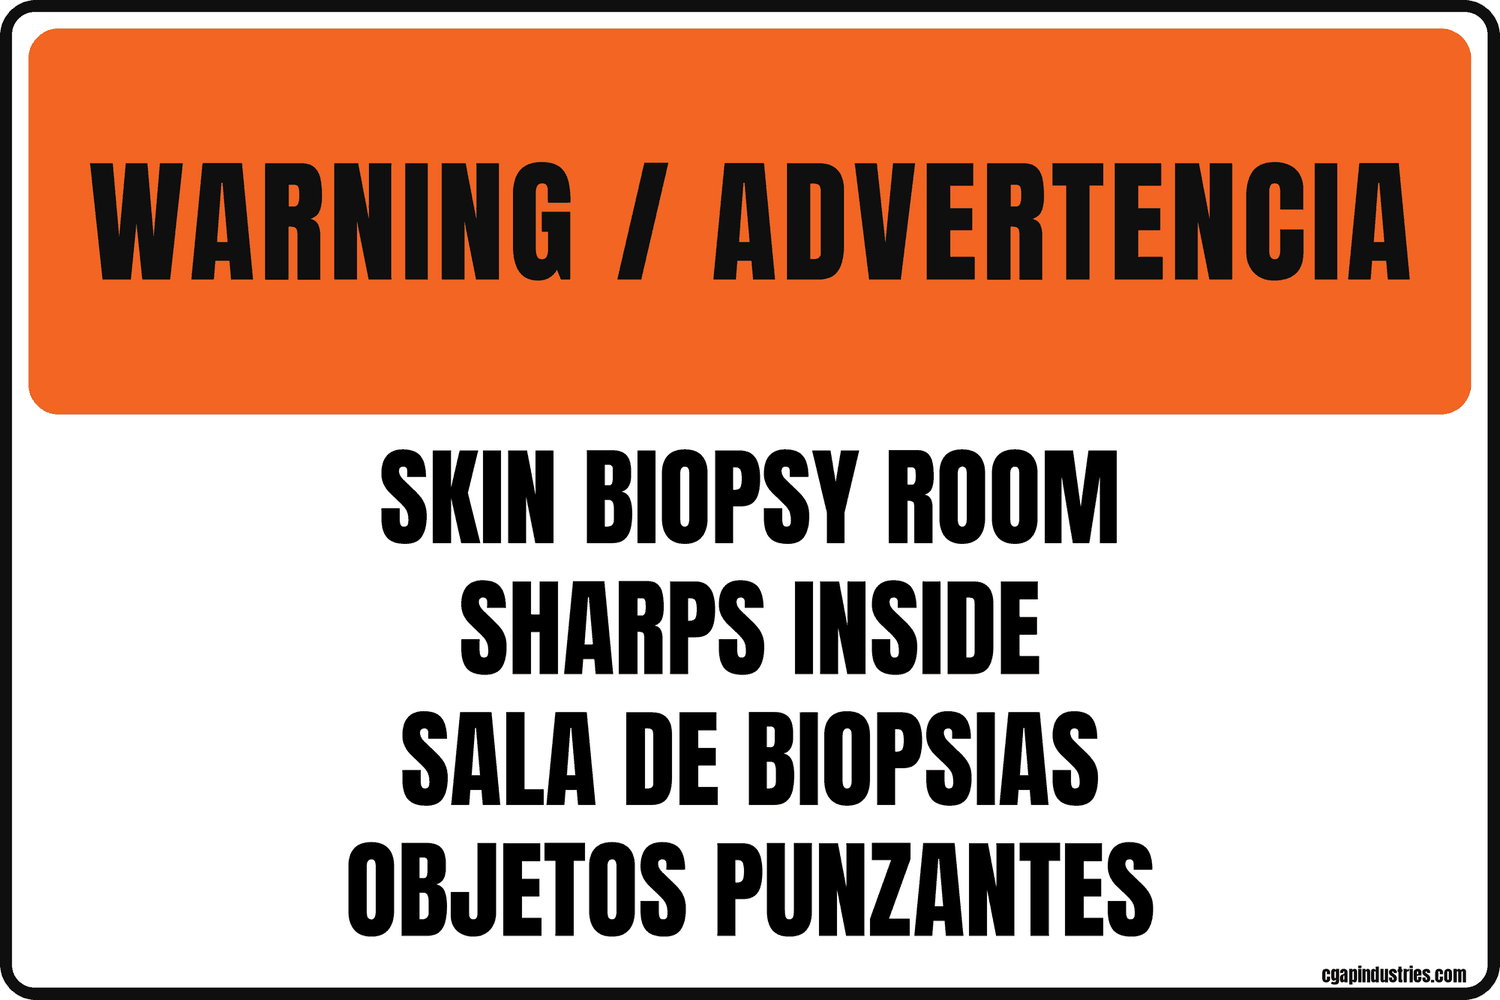 WARNING / ADVERTENCIA
SKIN BIOPSY ROOM
SHARPS INSIDE
SALA DE BIOPSIAS
OBJETOS PUNZANTES
cgapindustries.com